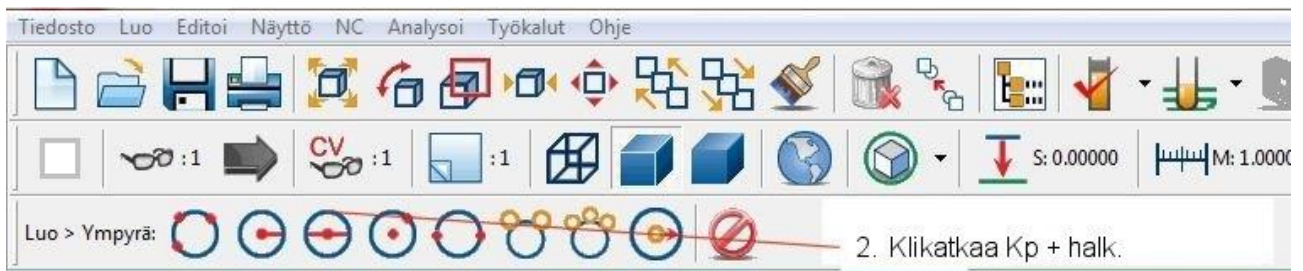 Tiedosto Luo Editoi Näyttö NC Analysoi Työkalut Ohje
:1 CV :1 :1 S: 0.00000 M: 1.0000
Luo > Ympyrä: 2. Klikatkaa Kp + halk.